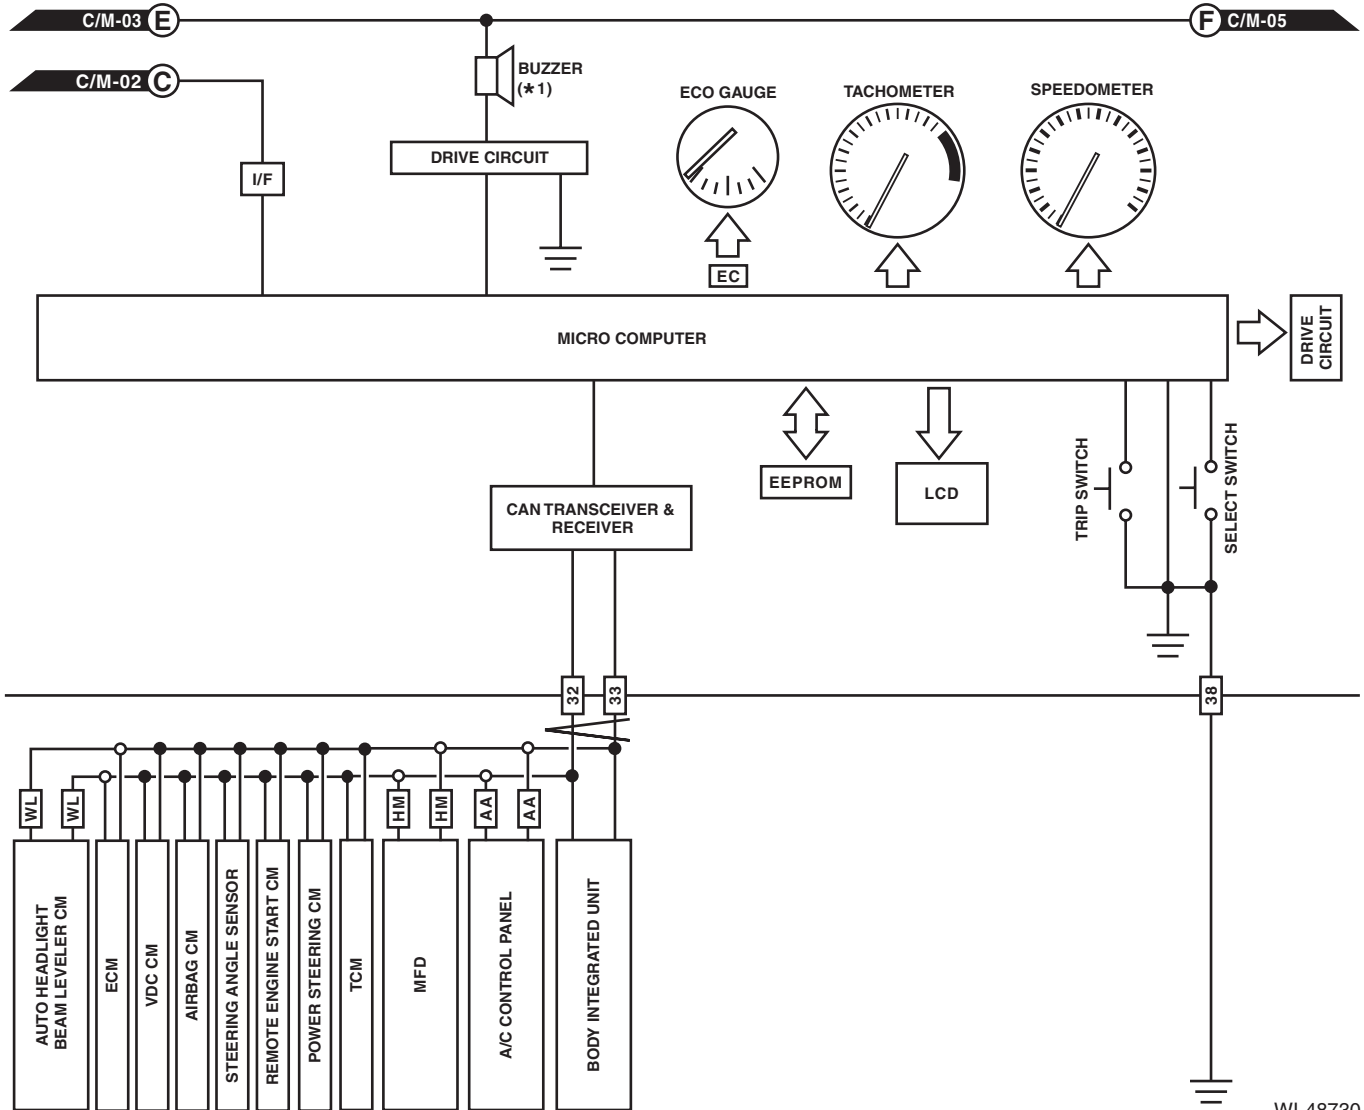 C/M-03 E
F C/M-05
C/M-02 C
BUZZER
(*1)
ECO GAUGE
TACHOMETER
SPEEDOMETER
DRIVE CIRCUIT
I/F
EC
MICRO COMPUTER
DRIVE
CIRCUIT
EEPROM
LCD
TRIP SWITCH
SELECT SWITCH
CAN TRANSCEIVER &
RECEIVER
32
33
38
WL
WL
HM
HM
AA
AA
AUTO HEADLIGHT
BEAM LEVELER CM
ECM
VDC CM
AIRBAG CM
STEERING ANGLE SENSOR
REMOTE ENGINE START CM
POWER STEERING CM
TCM
MFD
A/C CONTROL PANEL
BODY INTEGRATED UNIT